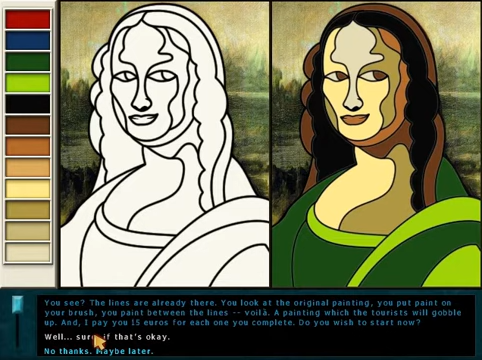 You see? The lines are already there. You look at the original painting, you put paint on
your brush, you paint between the lines -- voilà. A painting which the tourists will gobble
up. And, I pay you 15 euros for each one you complete. Do you wish to start now?
Well... sure, if that's okay.
No thanks. Maybe later.